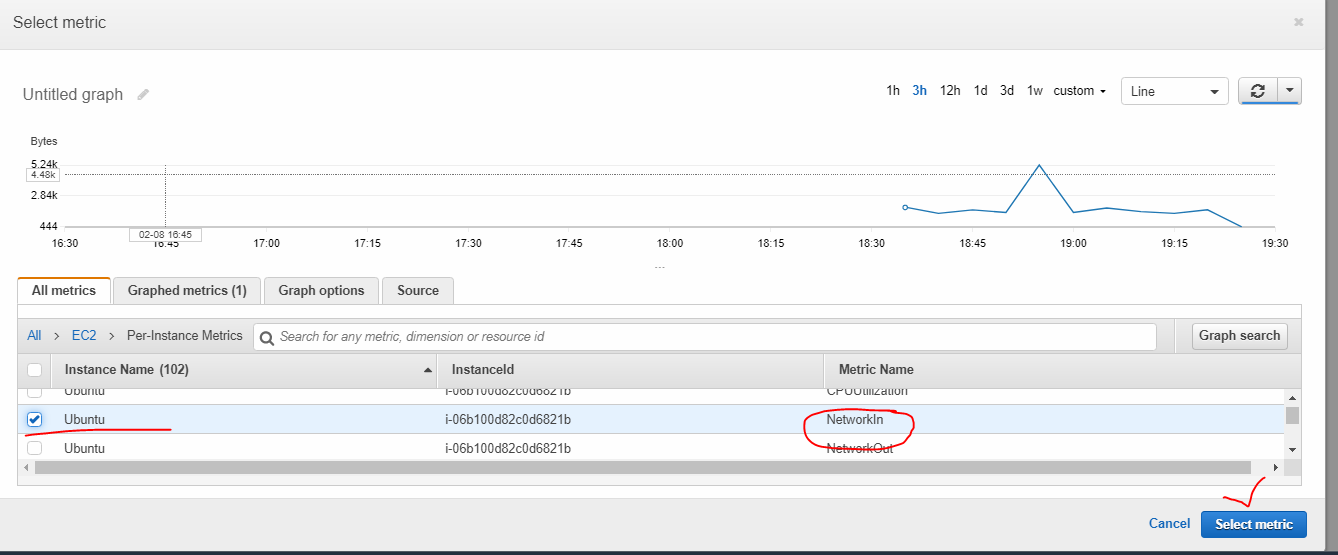 Select metric
Untitled graph
1h 3h 12h 1d 3d 1w custom Line
Bytes
5.24k
4.48k
2.84k
444
02-08 16:45
16:30 16:45 17:00 17:15 17:30 17:45 18:00 18:15 18:30 18:45 19:00 19:15 19:30
...
All metrics Graphed metrics (1) Graph options Source
All > EC2 > Per-Instance Metrics Search for any metric, dimension or resource id Graph search
Instance Name (102) InstanceId Metric Name
Ubuntu i-06b100d82c0d6821b CPUUtilization
Ubuntu i-06b100d82c0d6821b NetworkIn
Ubuntu i-06b100d82c0d6821b NetworkOut
Cancel Select metric